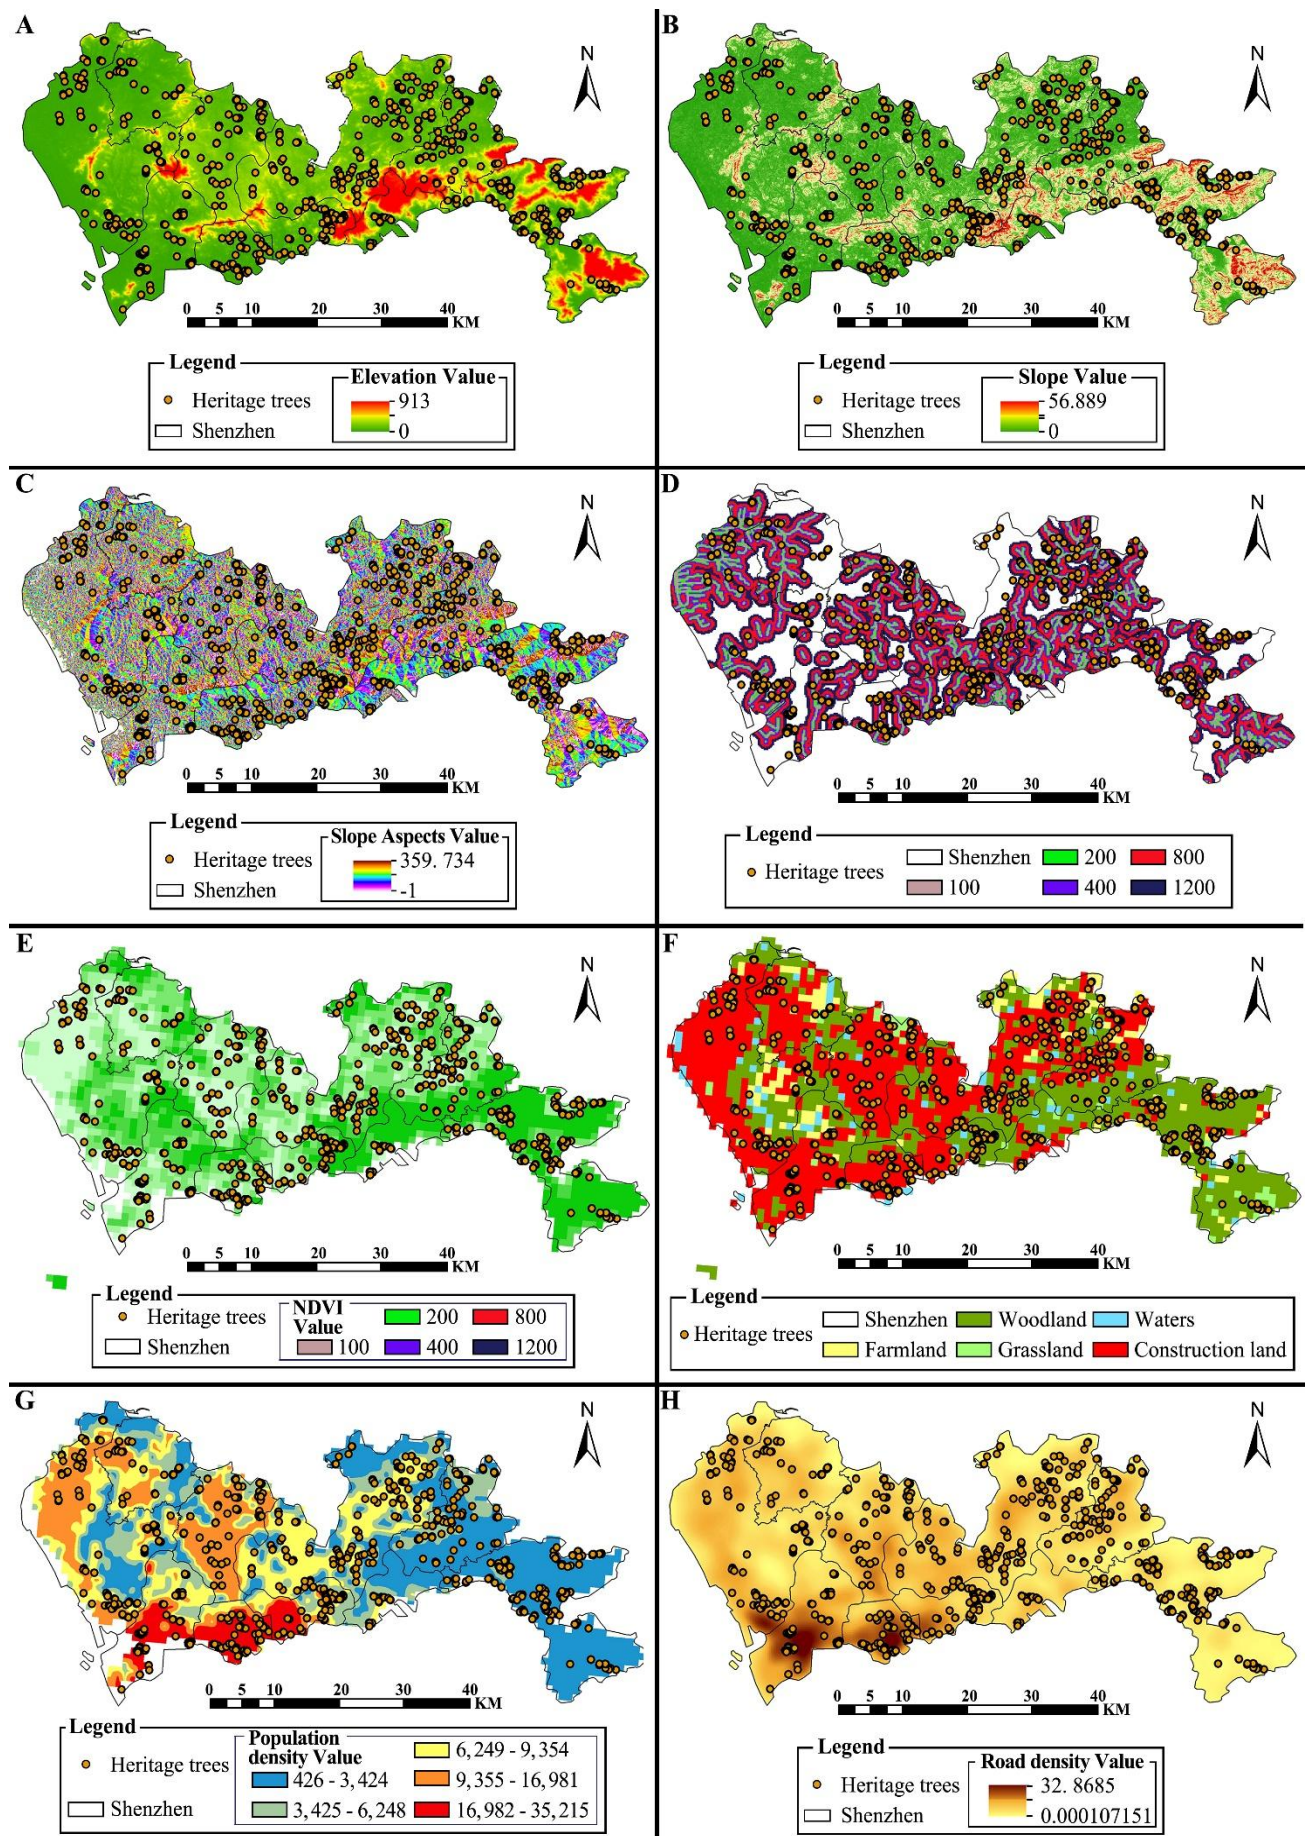 A
N
0 5 10 20 30 40
KM
Legend
Heritage trees
Shenzhen
Elevation Value
913
0
B
N
0 5 10 20 30 40
KM
Legend
Heritage trees
Shenzhen
Slope Value
56.889
0
C
N
0 5 10 20 30 40
KM
Legend
Heritage trees
Shenzhen
Slope Aspects Value
359. 734
-1
D
N
0 5 10 20 30 40
KM
Legend
Heritage trees
Shenzhen 200 800
100 400 1200
E
N
0 5 10 20 30 40
KM
Legend
Heritage trees
Shenzhen
NDVI
Value
200 800
100 400 1200
F
N
0 5 10 20 30 40
KM
Legend
Heritage trees
Shenzhen Woodland Waters
Farmland Grassland Construction land
G
N
0 5 10 20 30 40
KM
Legend
Heritage trees
Shenzhen
Population
density Value
6,249 - 9,354
426 - 3,424 9,355 - 16,981
3,425 - 6,248 16,982 - 35,215
H
N
0 5 10 20 30 40
KM
Legend
Heritage trees
Shenzhen
Road density Value
32. 8685
0.000107151